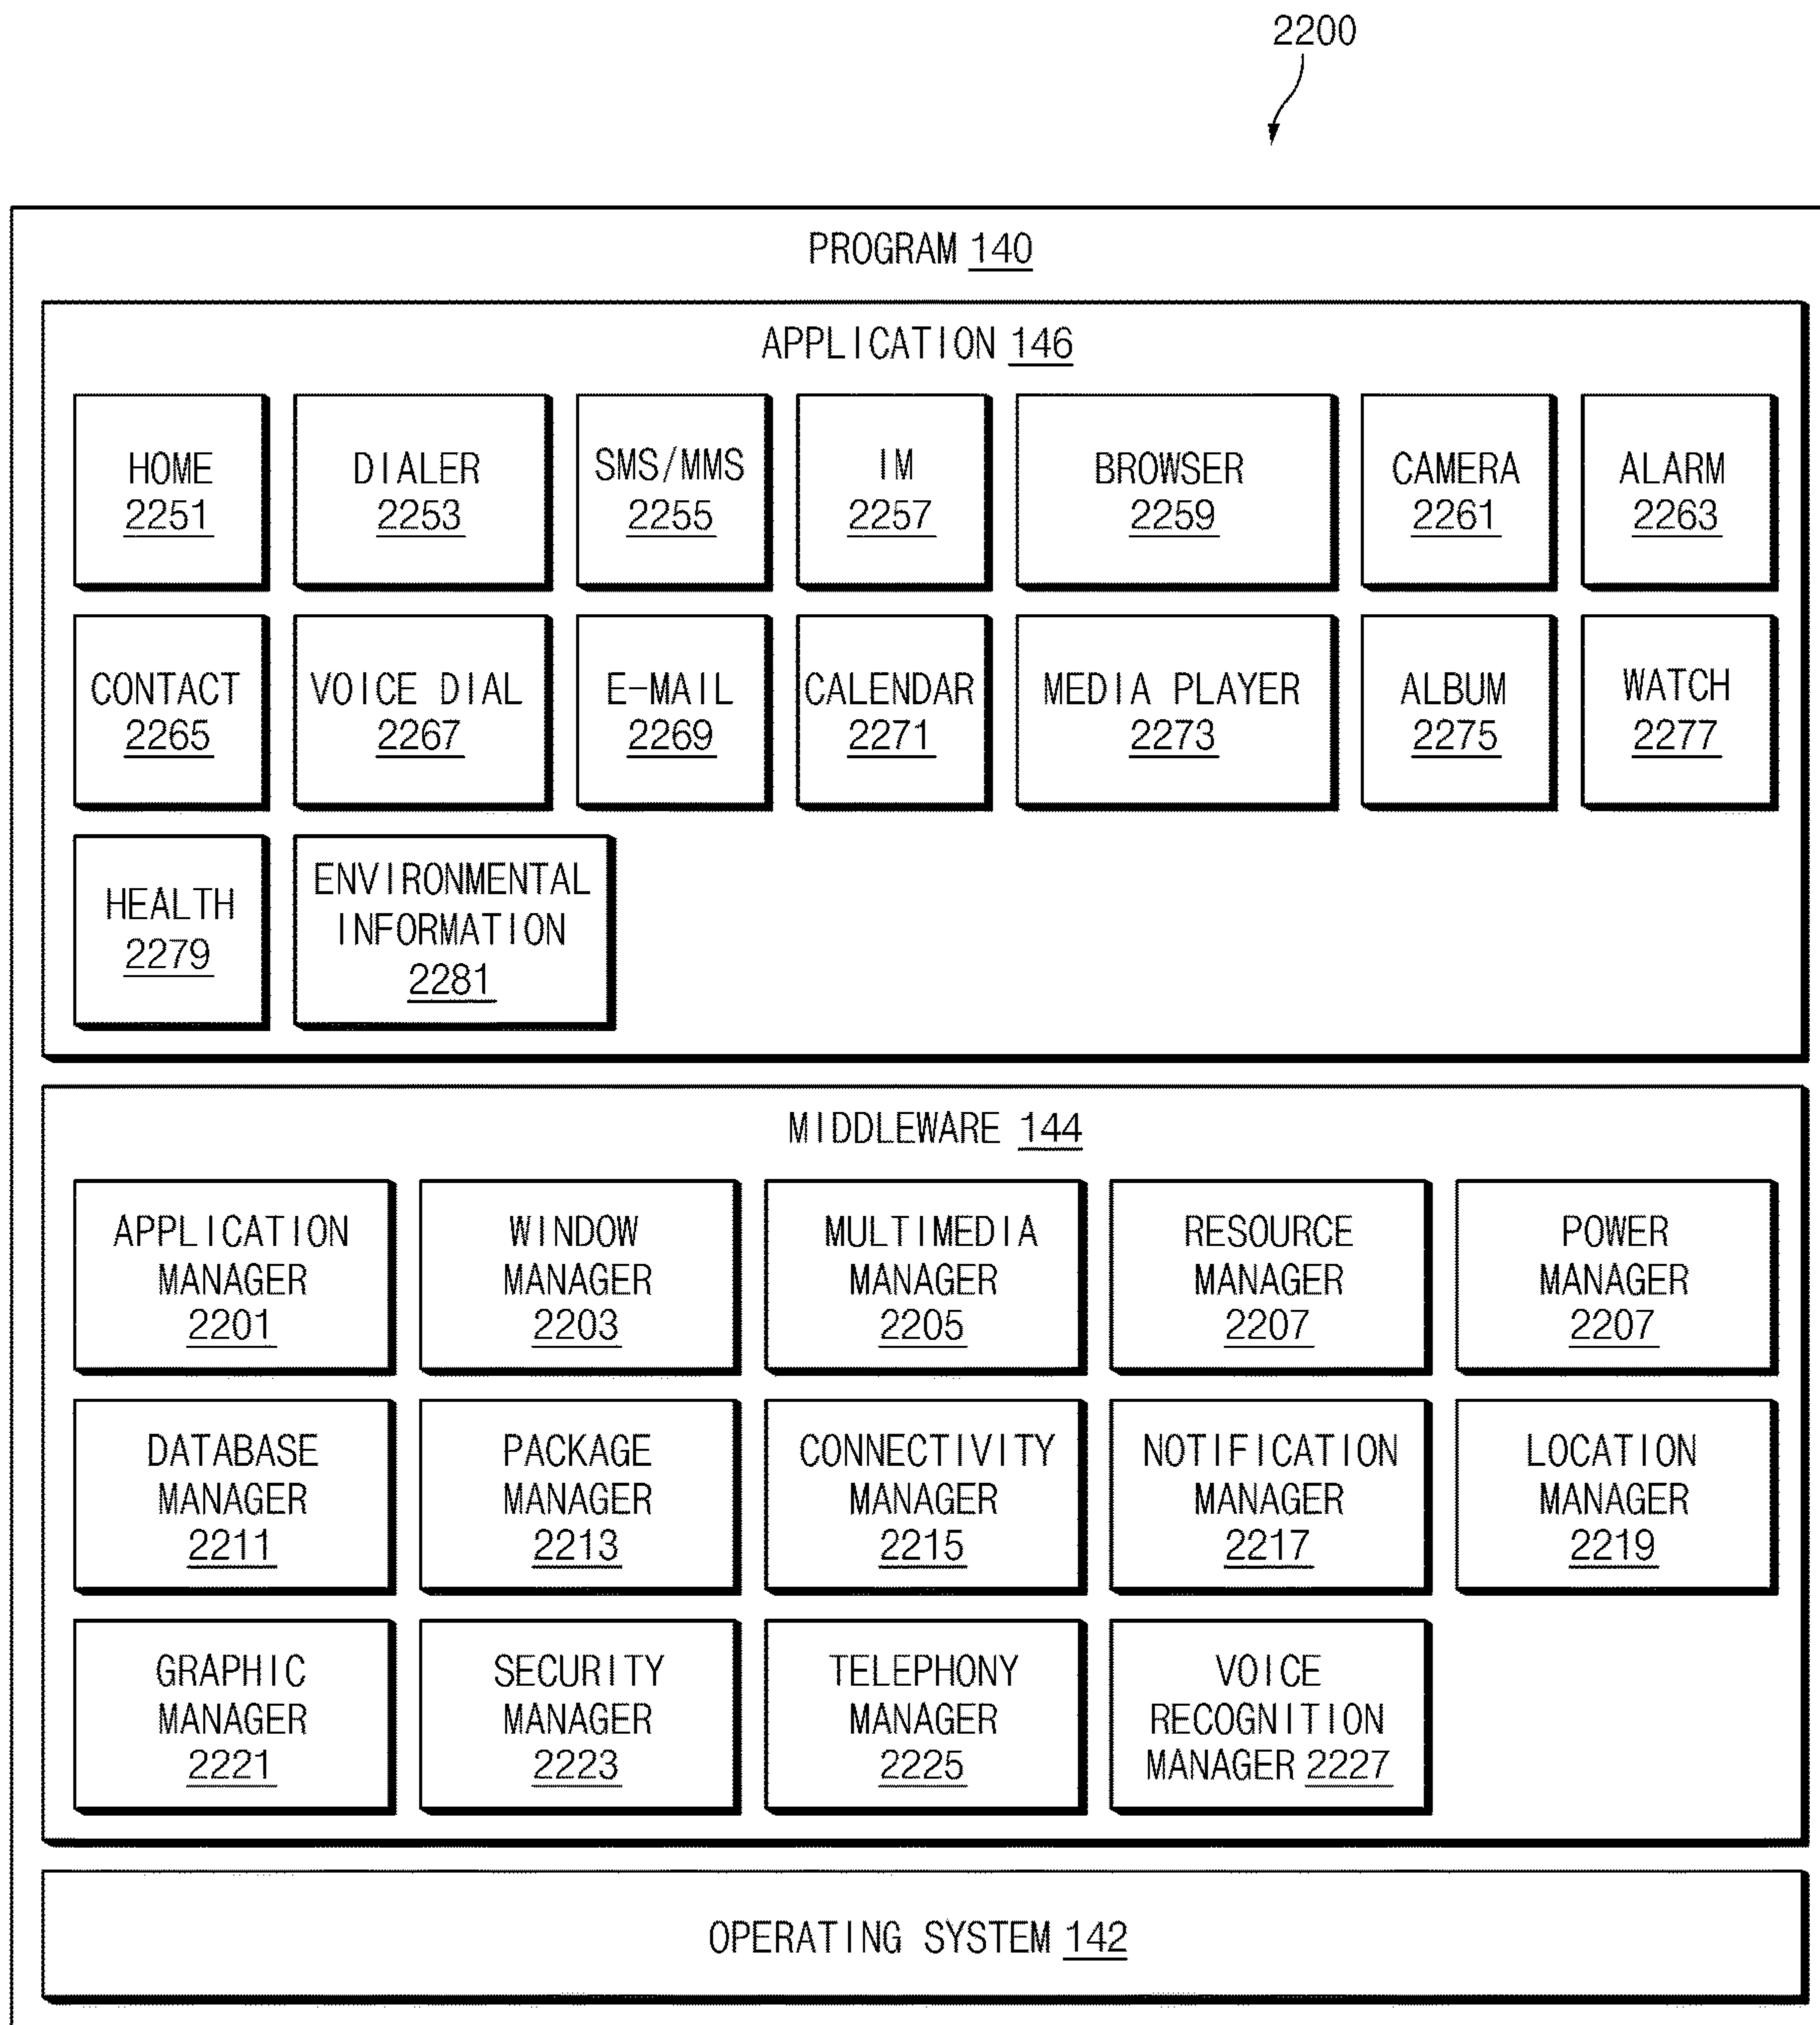 2200
PROGRAM 140
APPLICATION 146
HOME
2251
DIALER
2253
SMS/MMS
2255
IM
2257
BROWSER
2259
CAMERA
2261
ALARM
2263
CONTACT
2265
VOICE DIAL
2267
E-MAIL
2269
CALENDAR
2271
MEDIA PLAYER
2273
ALBUM
2275
WATCH
2277
HEALTH
2279
ENVIRONMENTAL
INFORMATION
2281
MIDDLEWARE 144
APPLICATION
MANAGER
2201
WINDOW
MANAGER
2203
MULTIMEDIA
MANAGER
2205
RESOURCE
MANAGER
2207
POWER
MANAGER
2207
DATABASE
MANAGER
2211
PACKAGE
MANAGER
2213
CONNECTIVITY
MANAGER
2215
NOTIFICATION
MANAGER
2217
LOCATION
MANAGER
2219
GRAPHIC
MANAGER
2221
SECURITY
MANAGER
2223
TELEPHONY
MANAGER
2225
VOICE
RECOGNITION
MANAGER 2227
OPERATING SYSTEM 142